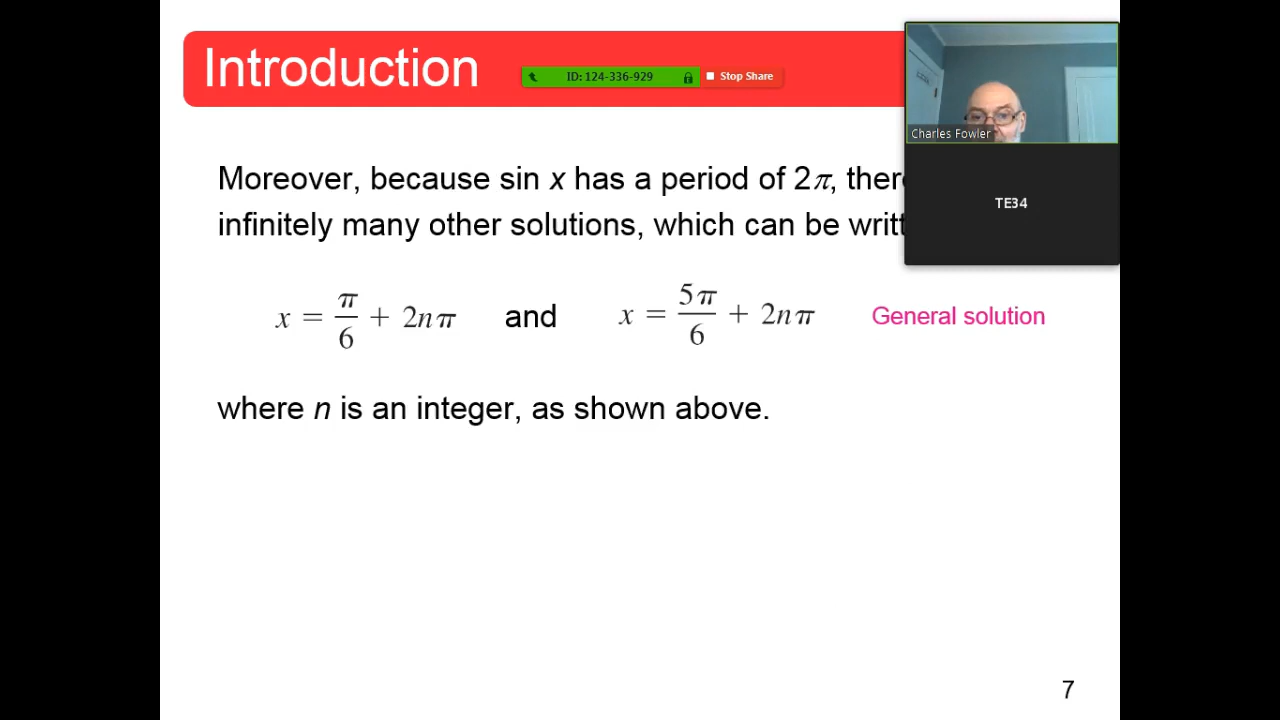 Introduction
ID: 124-336-929
Stop Share
Charles Fowler
TE34
Moreover, because sin x has a period of 2π,
infinitely many other solutions, which can be
x = π/6 + 2nπ and x = 5π/6 + 2nπ General solution
where n is an integer, as shown above.
7